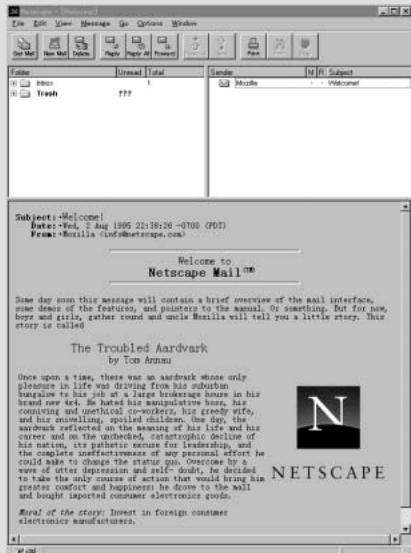 Netscape - [Welcome!]
File Edit View Message Go Options Window
Get Mail New Mail Delete Reply Reply All Forward Print
Folder Unread Total
Inbox 1
Trash ???
Sender M R Subject
Mozilla Welcome!
Subject: Welcome!
Date: Wed, 2 Aug 1995 22:38:26 -0700 (PDT)
From: Mozilla <info@netscape.com>
Welcome to
Netscape Mail(TM)
Some day soon this message will contain a brief overview of the mail interface,
some demos of the features, and pointers to the manual. Or something. But for now,
boys and girls, gather round and uncle Mozilla will tell you a little story. This
story is called
The Troubled Aardvark
by Tom Annau
Once upon a time, there was an aardvark whose only
pleasure in life was driving from his suburban
bungalow to his job at a large brokerage house in his
brand new 4x4. He hated his manipulative boss, his
conniving and unethical co-workers, his greedy wife,
and his snivelling, spoiled children. One day, the
aardvark reflected on the meaning of his life and his
career and on the unchecked, catastrophic decline of
his nation, its pathetic excuse for leadership, and
the complete ineffectiveness of any personal effort he
could make to change the status quo. Overcome by a
wave of utter depression and self- doubt, he decided
to take the only course of action that would bring him
greater comfort and happiness: he drove to the mall
and bought imported consumer electronics goods.
Moral of the story: Invest in foreign consumer
electronics manufacturers.
N
NETSCAPE